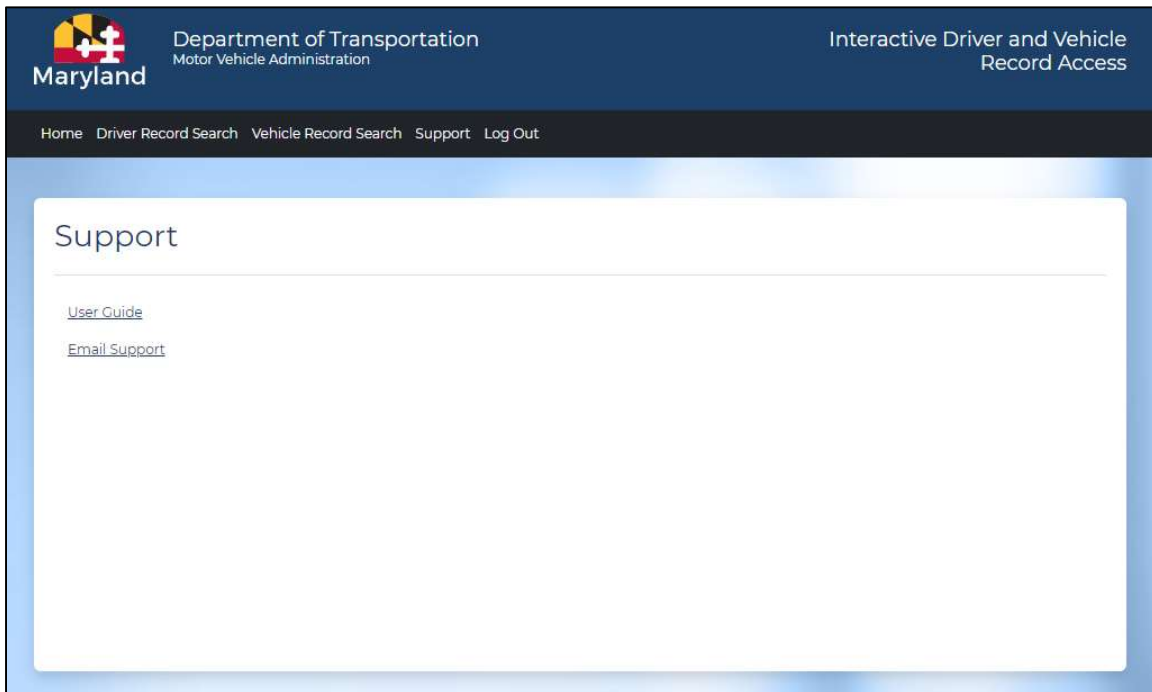 Maryland
Department of Transportation
Motor Vehicle Administration
Interactive Driver and Vehicle
Record Access
Home Driver Record Search Vehicle Record Search Support Log Out
Support
User Guide
Email Support